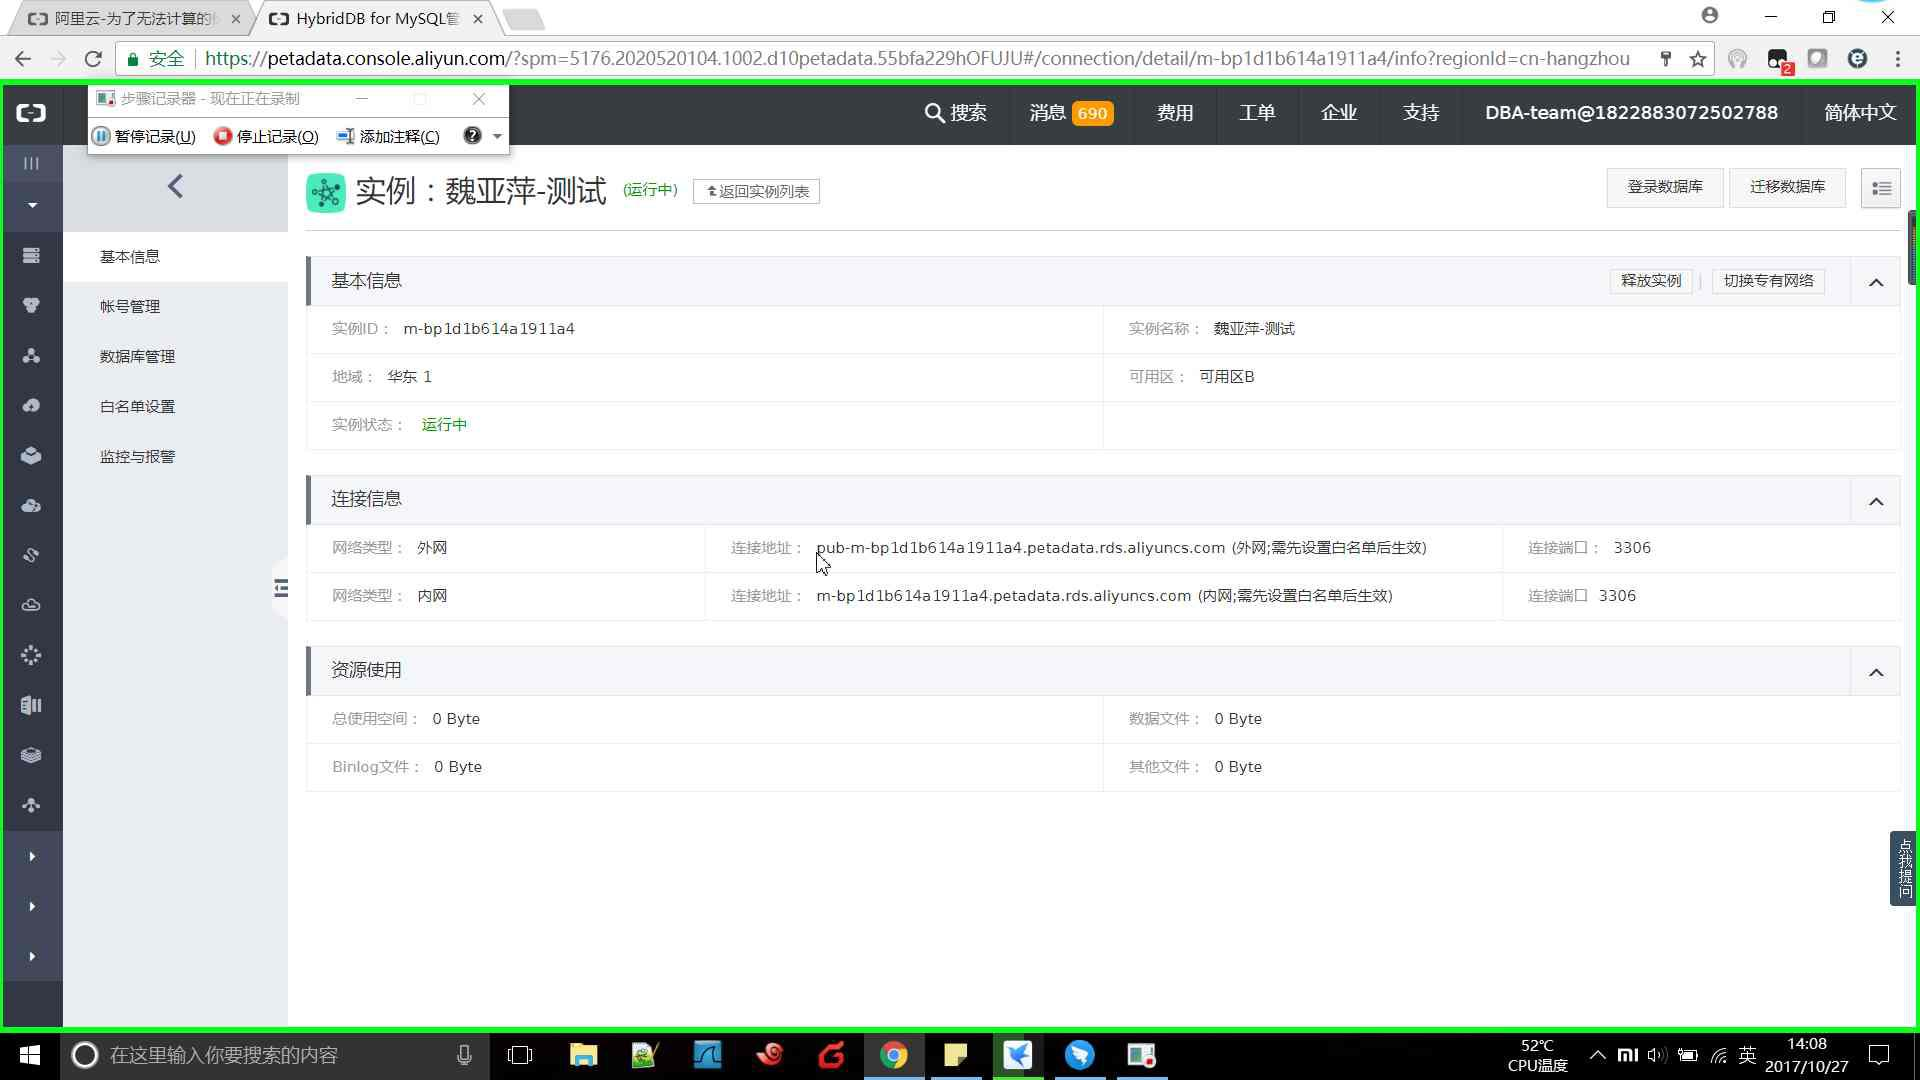 阿里云-为了无法计算的
HybridDB for MySQL管
安全
https://petadata.console.aliyun.com/?spm=5176.2020520104.1002.d10petadata.55bfa229hOFUJU#/connection/detail/m-bp1d1b614a1911a4/info?regionId=cn-hangzhou
2
步骤记录器 - 现在正在录制
暂停记录(U)
停止记录(O)
添加注释(C)
搜索
消息 690
费用
工单
企业
支持
DBA-team@1822883072502788
简体中文
实例：魏亚萍-测试
(运行中)
返回实例列表
登录数据库
迁移数据库
基本信息
帐号管理
数据库管理
白名单设置
监控与报警
基本信息
释放实例
切换专有网络
实例ID： m-bp1d1b614a1911a4
实例名称： 魏亚萍-测试
地域： 华东 1
可用区： 可用区B
实例状态： 运行中
连接信息
网络类型： 外网
连接地址： pub-m-bp1d1b614a1911a4.petadata.rds.aliyuncs.com (外网;需先设置白名单后生效)
连接端口： 3306
网络类型： 内网
连接地址： m-bp1d1b614a1911a4.petadata.rds.aliyuncs.com (内网;需先设置白名单后生效)
连接端口 3306
资源使用
总使用空间： 0 Byte
数据文件： 0 Byte
Binlog文件： 0 Byte
其他文件： 0 Byte
点我提问
在这里输入你要搜索的内容
52℃
CPU温度
英
14:08
2017/10/27